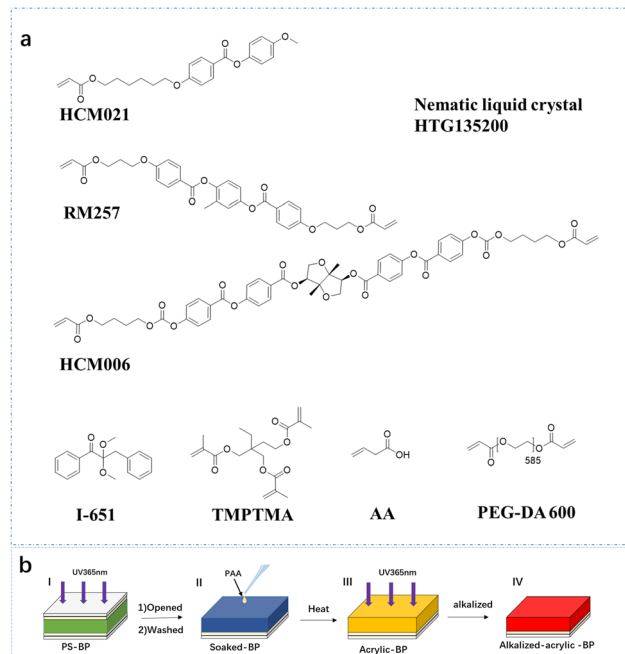 a
HCM021
Nematic liquid crystal
HTG135200
RM257
HCM006
I-651
TMPTMA
AA
PEG-DA 600
585
b
I
UV365nm
PS-BP
1)Opened
2)Washed
II
PAA
Soaked-BP
Heat
III
UV365nm
Acrylic-BP
alkalized
IV
Alkalized-acrylic -BP